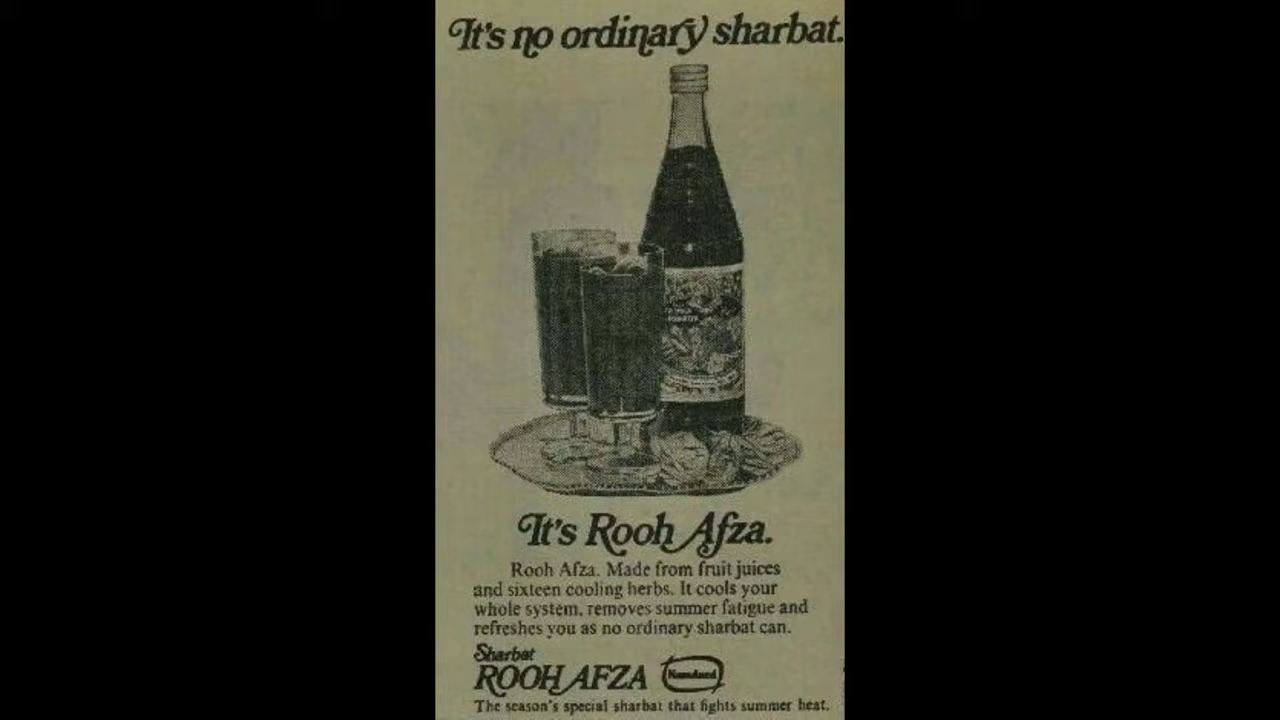 It's no ordinary sharbat.
It's Rooh Afza.
Rooh Afza. Made from fruit juices
and sixteen cooling herbs. It cools your
whole system, removes summer fatigue and
refreshes you as no ordinary sharbat can.
Sharbat
ROOH AFZA
Hamdard
The season's special sharbat that fights summer heat.